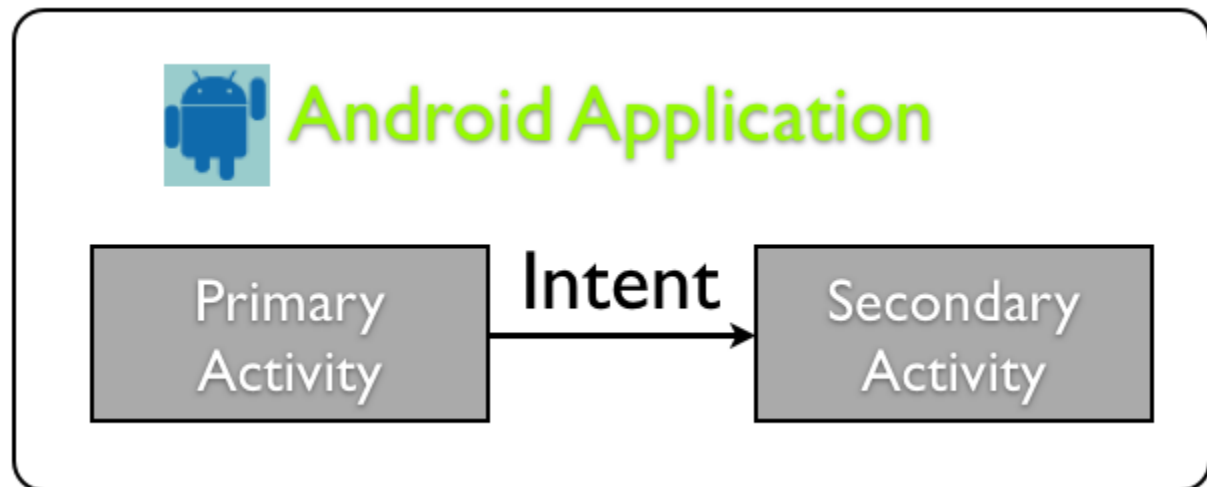 Android Application
Intent
Primary
Activity
Secondary
Activity